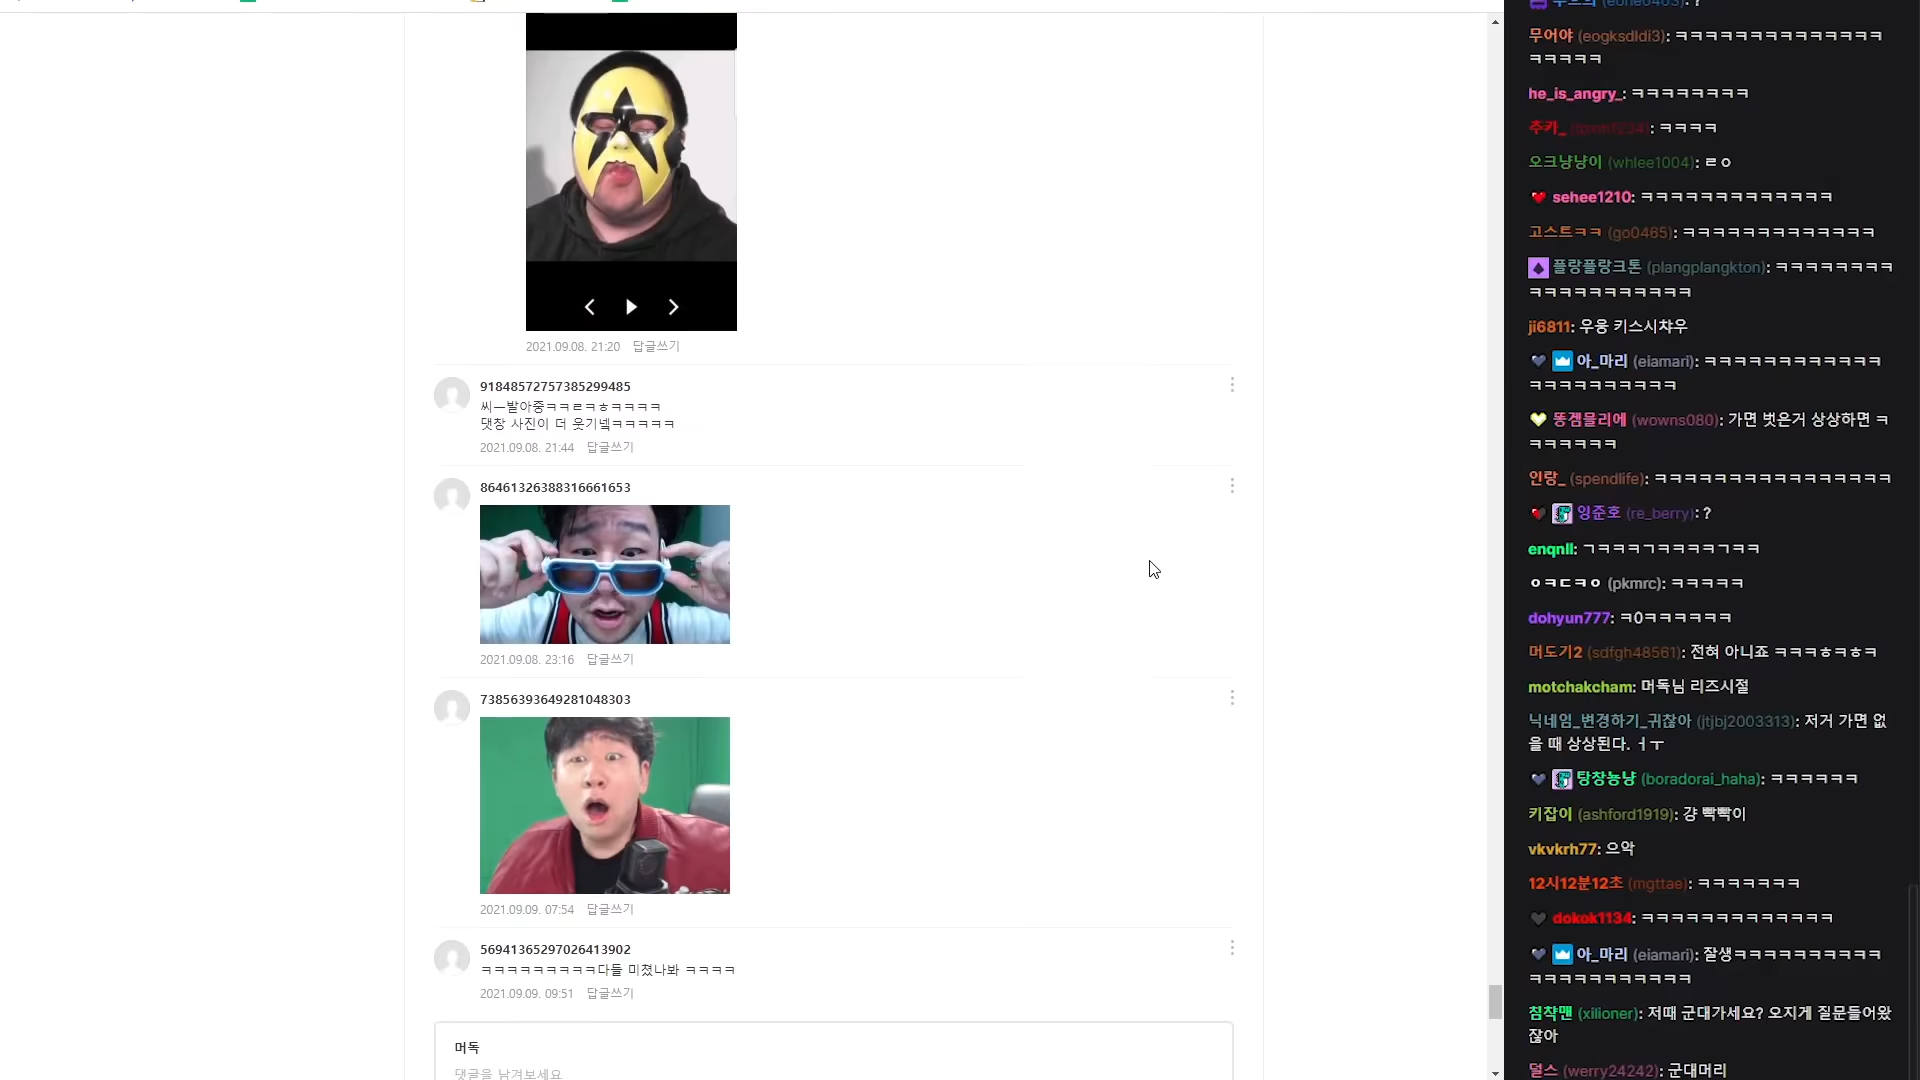 2021.09.08. 21:20 답글쓰기
91848572757385299485
씨ㅡ발아중ㅋㅋㄹㅋㅎㅋㅋㅋㅋ
댓창 사진이 더 웃기넼ㅋㅋㅋㅋㅋ
2021.09.08. 21:44 답글쓰기
86461326388316661653
2021.09.08. 23:16 답글쓰기
73856393649281048303
2021.09.09. 07:54 답글쓰기
56941365297026413902
ㅋㅋㅋㅋㅋㅋㅋㅋㅋ다들 미쳤나봐 ㅋㅋㅋㅋ
2021.09.09. 09:51 답글쓰기
머독
댓글을 남겨보세요
무어야 (eogksdldi3): ㅋㅋㅋㅋㅋㅋㅋㅋㅋㅋㅋㅋㅋㅋ
ㅋㅋㅋㅋㅋ
he_is_angry_: ㅋㅋㅋㅋㅋㅋㅋㅋ
추카_ : ㅋㅋㅋㅋ
오크냥냥이 (whlee1004): ㄹㅇ
sehee1210: ㅋㅋㅋㅋㅋㅋㅋㅋㅋㅋㅋㅋㅋ
고스트ㅋㅋ (go0465): ㅋㅋㅋㅋㅋㅋㅋㅋㅋㅋㅋㅋㅋ
플랑플랑크톤 (plangplangkton): ㅋㅋㅋㅋㅋㅋㅋㅋ
ㅋㅋㅋㅋㅋㅋㅋㅋㅋㅋㅋ
ji6811: 우웅 키스시챠우
아_마리 (eiamari): ㅋㅋㅋㅋㅋㅋㅋㅋㅋㅋㅋㅋ
ㅋㅋㅋㅋㅋㅋㅋㅋㅋㅋ
똥겜믈리에 (wowns080): 가면 벗은거 상상하면 ㅋ
ㅋㅋㅋㅋㅋㅋ
인랑_ (spendlife): ㅋㅋㅋㅋㅋㅋㅋㅋㅋㅋㅋㅋㅋㅋㅋㅋ
잉준호 (re_berry): ?
enqnll: ㄱㅋㅋㅋㅋㄱㅋㅋㅋㅋㄱㅋㅋ
ㅇㅋㄷㅋㅇ (pkmrc): ㅋㅋㅋㅋㅋ
dohyun777: ㅋ0ㅋㅋㅋㅋㅋㅋ
머도기2 (sdfgh48561): 전혀 아니죠 ㅋㅋㅋㅎㅋㅎㅋ
motchakcham: 머독님 리즈시절
닉네임_변경하기_귀찮아 (jtjbj2003313): 저거 가면 없
을 때 상상된다. ㅓㅜ
탕창뇽냥 (boradorai_haha): ㅋㅋㅋㅋㅋㅋ
키잡이 (ashford1919): 걍 빡빡이
vkvkrh77: 으악
12시12분12초 (mgttae): ㅋㅋㅋㅋㅋㅋㅋ
dokok1134: ㅋㅋㅋㅋㅋㅋㅋㅋㅋㅋㅋㅋㅋ
아_마리 (eiamari): 잘생ㅋㅋㅋㅋㅋㅋㅋㅋㅋㅋ
ㅋㅋㅋㅋㅋㅋㅋㅋㅋㅋㅋ
침착맨 (xilioner): 저때 군대가세요? 오지게 질문들어왔
잖아
덜스 (werry24242): 군대머리